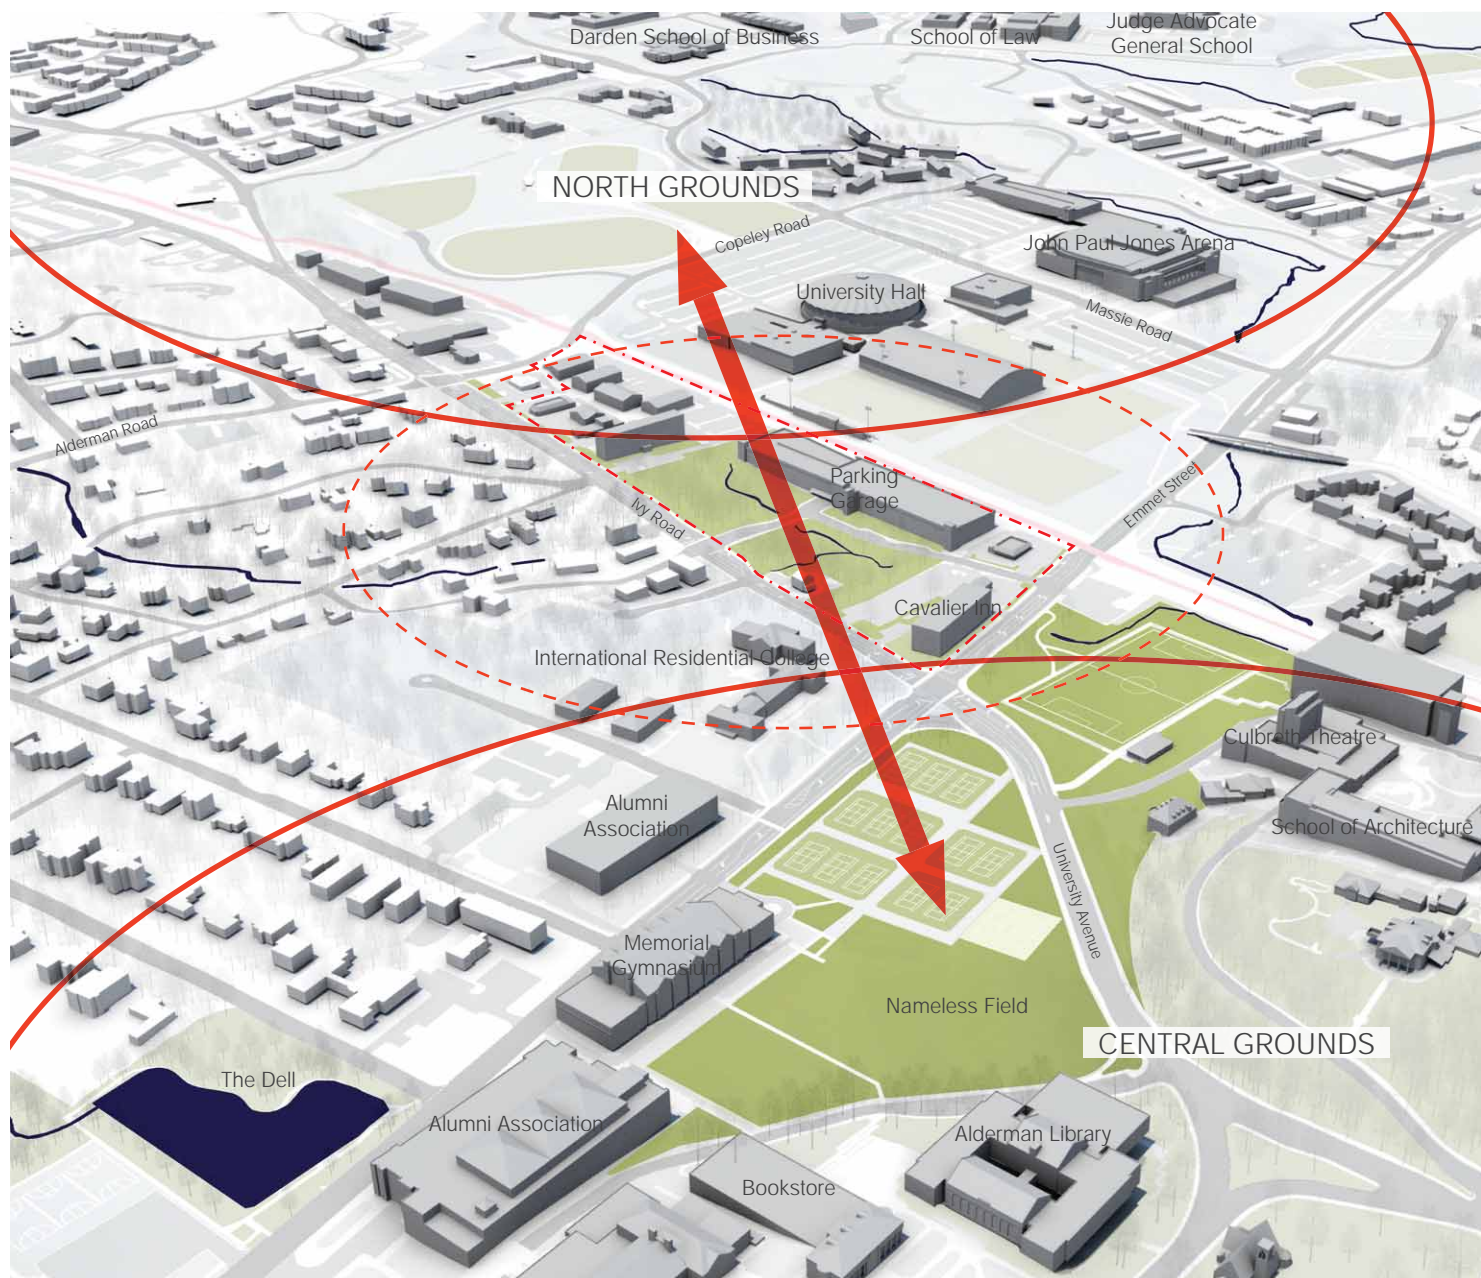 Darden School of Business
School of Law
Judge Advocate
General School
NORTH GROUNDS
Copeley Road
John Paul Jones Arena
University Hall
Massie Road
Alderman Road
Parking
Garage
Emmet Street
Ivy Road
Cavalier Inn
International Residential College
Culbreth Theatre
Alumni
Association
School of Architecture
University Avenue
Memorial
Gymnasium
Nameless Field
CENTRAL GROUNDS
The Dell
Alumni Association
Alderman Library
Bookstore